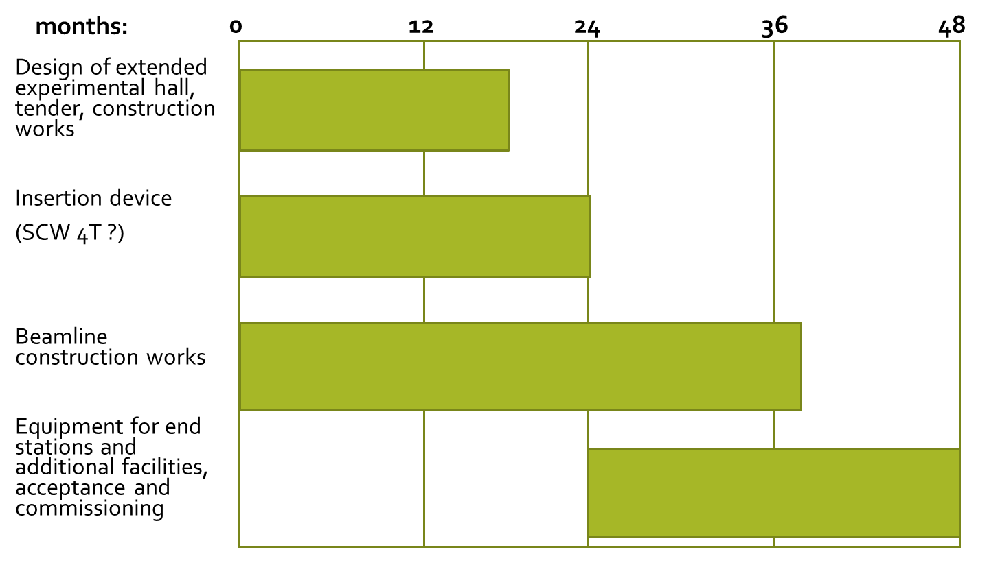 months: 0 12 24 36 48
Design of extended
experimental hall,
tender, construction
works
Insertion device
(SCW 4T ?)
Beamline
construction works
Equipment for end
stations and
additional facilities,
acceptance and
commissioning